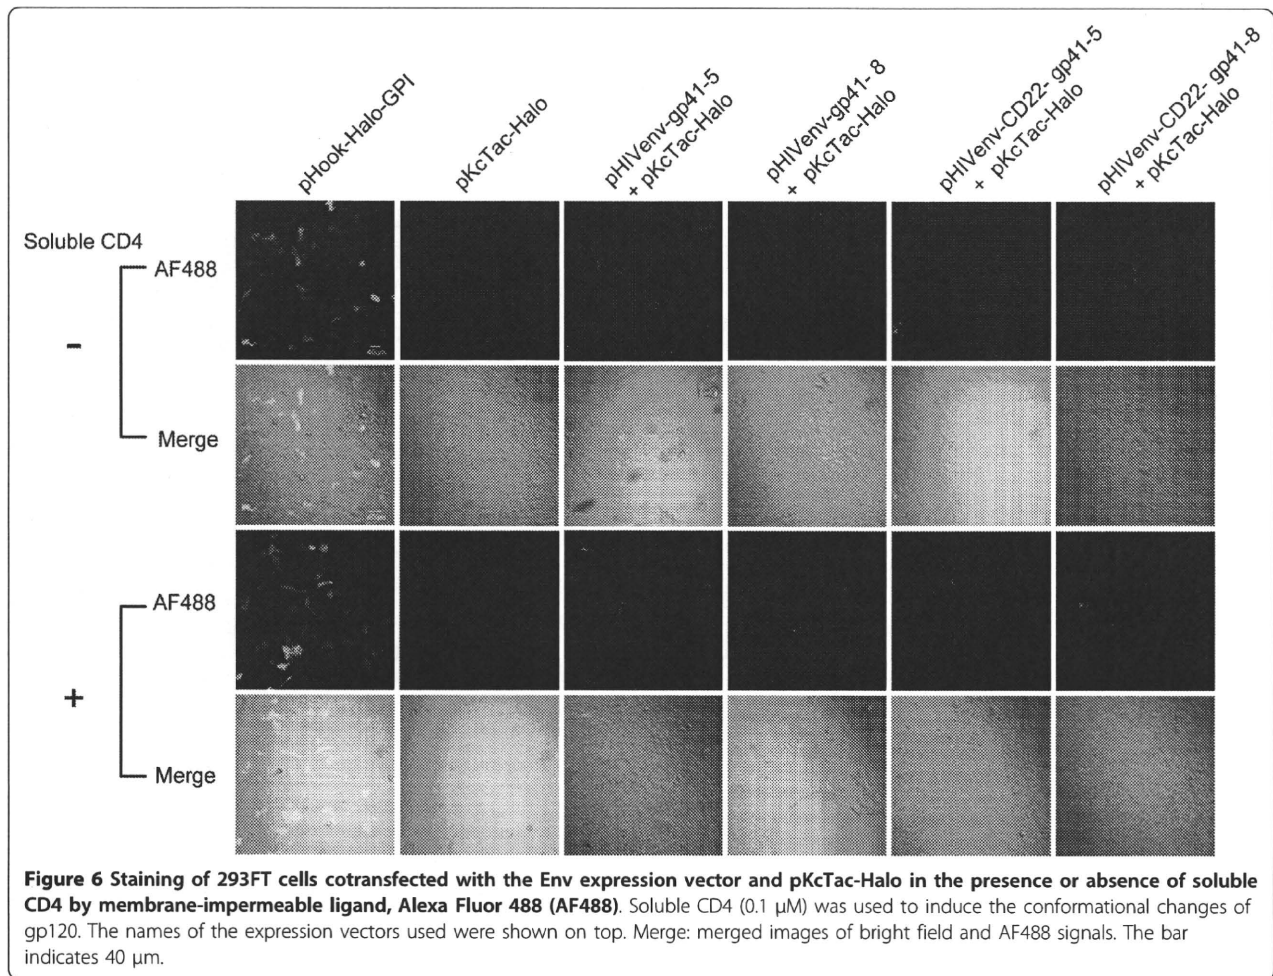 pHook-Halo-GPI
pKcTac-Halo
pHIVenv-gp41-5
+ pKcTac-Halo
pHIVenv-gp41- 8
+ pKcTac-Halo
pHIVenv-CD22- gp41-5
+ pKcTac-Halo
pHIVenv-CD22- gp41-8
+ pKcTac-Halo
Soluble CD4
AF488
-
Merge
AF488
+
Merge
Figure 6 Staining of 293FT cells cotransfected with the Env expression vector and pKcTac-Halo in the presence or absence of soluble
CD4 by membrane-impermeable ligand, Alexa Fluor 488 (AF488). Soluble CD4 (0.1 μM) was used to induce the conformational changes of
gp120. The names of the expression vectors used were shown on top. Merge: merged images of bright field and AF488 signals. The bar
indicates 40 μm.